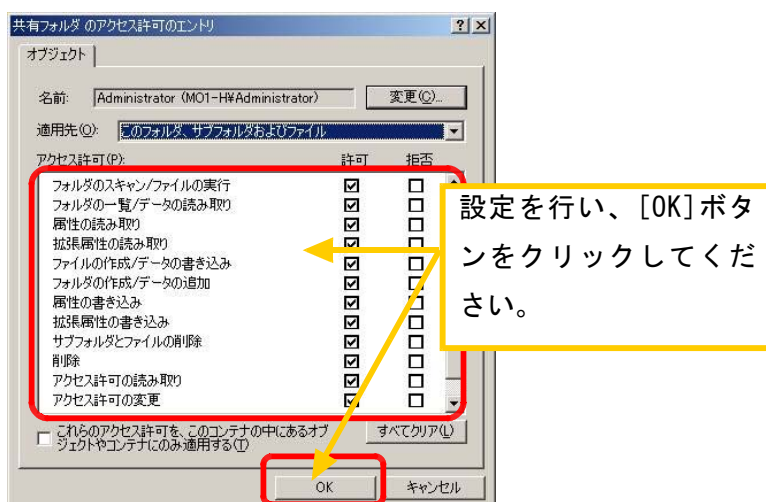 共有フォルダ のアクセス許可のエントリ
オブジェクト
名前: Administrator (MO1-H¥Administrator) 変更(C)...
適用先(O): このフォルダ、サブフォルダおよびファイル
アクセス許可(P): 許可 拒否
フォルダのスキャン/ファイルの実行
フォルダの一覧/データの読み取り
属性の読み取り
拡張属性の読み取り
ファイルの作成/データの書き込み
フォルダの作成/データの追加
属性の書き込み
拡張属性の書き込み
サブフォルダとファイルの削除
削除
アクセス許可の読み取り
アクセス許可の変更
これらのアクセス許可を、このコンテナの中にあるオブ
ジェクトやコンテナにのみ適用する(T)
すべてクリア(L)
OK キャンセル
設定を行い、[OK]ボタ
ンをクリックしてくだ
さい。